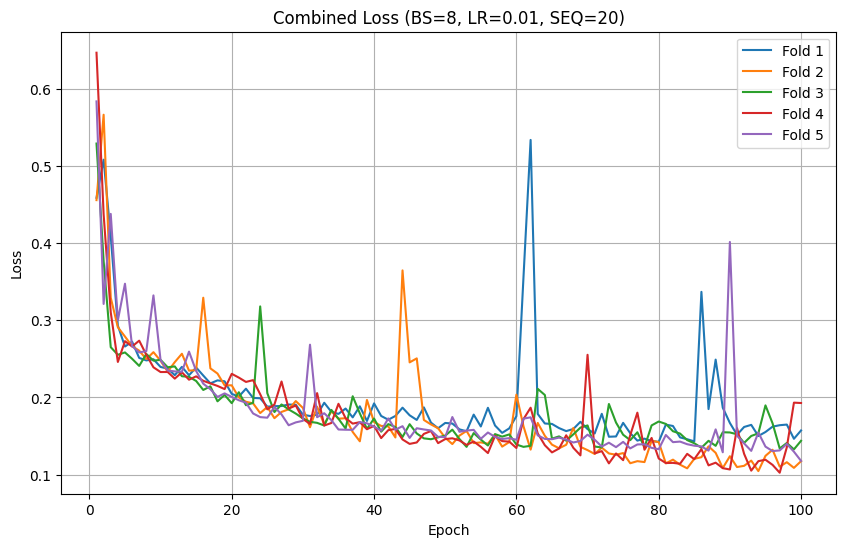 Combined Loss (BS=8, LR=0.01, SEQ=20)
Fold 1
Fold 2
Fold 3
Fold 4
Fold 5
0.6
0.5
0.4
0.3
0.2
0.1
Loss
0 20 40 60 80 100
Epoch